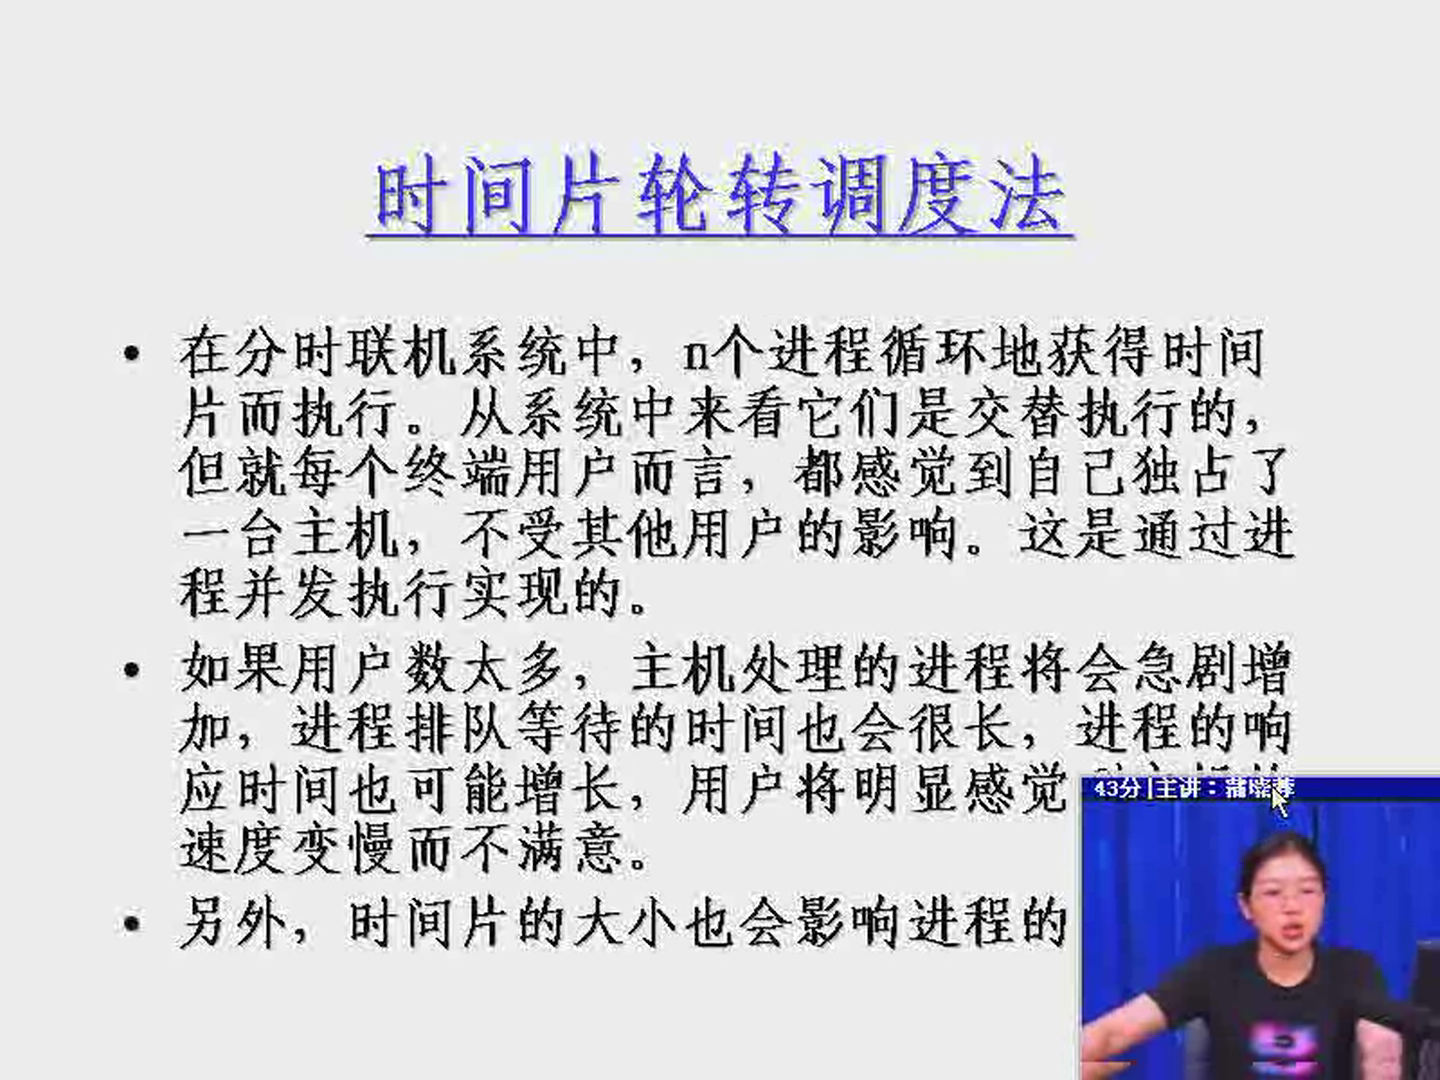 时间片轮转调度法
• 在分时联机系统中，n个进程循环地获得时间
片而执行。从系统中来看它们是交替执行的，
但就每个终端用户而言，都感觉到自己独占了
一台主机，不受其他用户的影响。这是通过进
程并发执行实现的。
• 如果用户数太多，主机处理的进程将会急剧增
加，进程排队等待的时间也会很长，进程的响
应时间也可能增长，用户将明显感觉
速度变慢而不满意。
• 另外，时间片的大小也会影响进程的
43分|主讲：蒲晓蓉